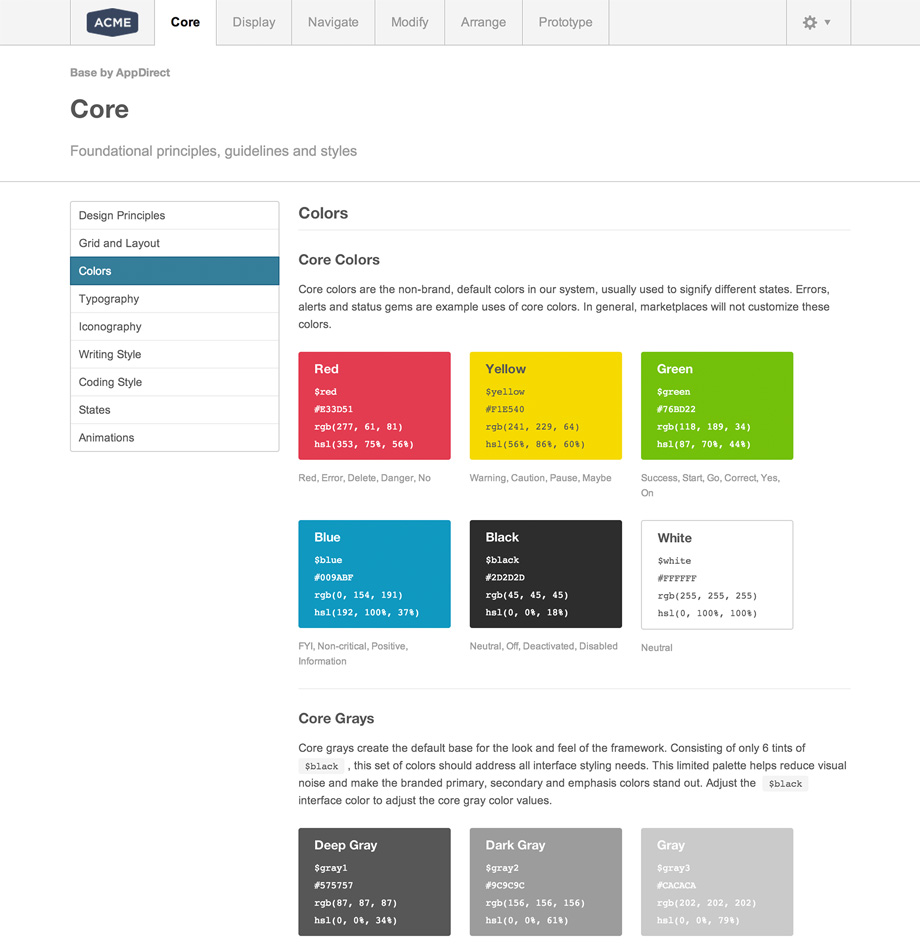 ACME
Core
Display
Navigate
Modify
Arrange
Prototype
Base by AppDirect
Core
Foundational principles, guidelines and styles
Design Principles
Grid and Layout
Colors
Typography
Iconography
Writing Style
Coding Style
States
Animations
Colors
Core Colors
Core colors are the non-brand, default colors in our system, usually used to signify different states. Errors,
alerts and status gems are example uses of core colors. In general, marketplaces will not customize these
colors.
Red
$red
#E33D51
rgb(277, 61, 81)
hsl(353, 75%, 56%)
Red, Error, Delete, Danger, No
Yellow
$yellow
#F1E540
rgb(241, 229, 64)
hsl(56%, 86%, 60%)
Warning, Caution, Pause, Maybe
Green
$green
#76BD22
rgb(118, 189, 34)
hsl(87, 70%, 44%)
Success, Start, Go, Correct, Yes,
On
Blue
$blue
#009ABF
rgb(0, 154, 191)
hsl(192, 100%, 37%)
FYI, Non-critical, Positive,
Information
Black
$black
#2D2D2D
rgb(45, 45, 45)
hsl(0, 0%, 18%)
Neutral, Off, Deactivated, Disabled
White
$white
#FFFFFF
rgb(255, 255, 255)
hsl(0, 100%, 100%)
Neutral
Core Grays
Core grays create the default base for the look and feel of the framework. Consisting of only 6 tints of
$black , this set of colors should address all interface styling needs. This limited palette helps reduce visual
noise and make the branded primary, secondary and emphasis colors stand out. Adjust the $black
interface color to adjust the core gray color values.
Deep Gray
$gray1
#575757
rgb(87, 87, 87)
hsl(0, 0%, 34%)
Dark Gray
$gray2
#9C9C9C
rgb(156, 156, 156)
hsl(0, 0%, 61%)
Gray
$gray3
#CACACA
rgb(202, 202, 202)
hsl(0, 0%, 79%)